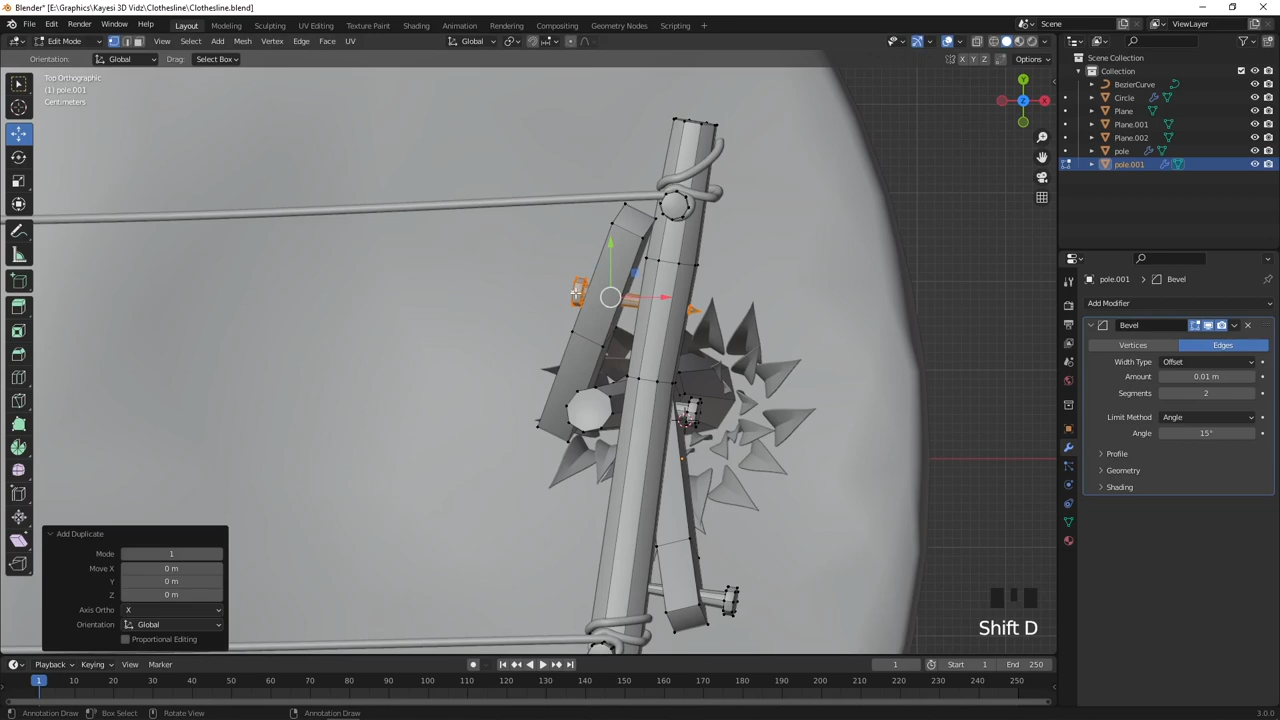 Blender* [E:\Graphics\Kayesi 3D Vidz\Clothesline\Clothesline.blend]
File Edit Render Window Help Layout Modeling Sculpting UV Editing Texture Paint Shading Animation Rendering Compositing Geometry Nodes Scripting + Scene ViewLayer
Edit Mode View Select Add Mesh Vertex Edge Face UV Global
Orientation: Global Drag: Select Box X Y Z Options
Top Orthographic
(1) pole.001
Centimeters
Y
X
Z
Scene Collection
Collection
BezierCurve
Circle
Plane
Plane.001
Plane.002
pole
pole.001
pole.001 > Bevel
Add Modifier
Bevel
Vertices Edges
Width Type Offset
Amount 0.01 m
Segments 2
Limit Method Angle
Angle 15°
Profile
Geometry
Shading
Add Duplicate
Mode 1
Move X 0 m
Y 0 m
Z 0 m
Axis Ortho X
Orientation Global
Proportional Editing
Shift D
Playback Keying View Marker 1 Start 1 End 250
1 10 20 30 40 50 60 70 80 90 100 110 120 130 140 150 160 170 180 190 200 210 220 230 240 250
Annotation Draw Box Select Rotate View Annotation Draw 3.0.0